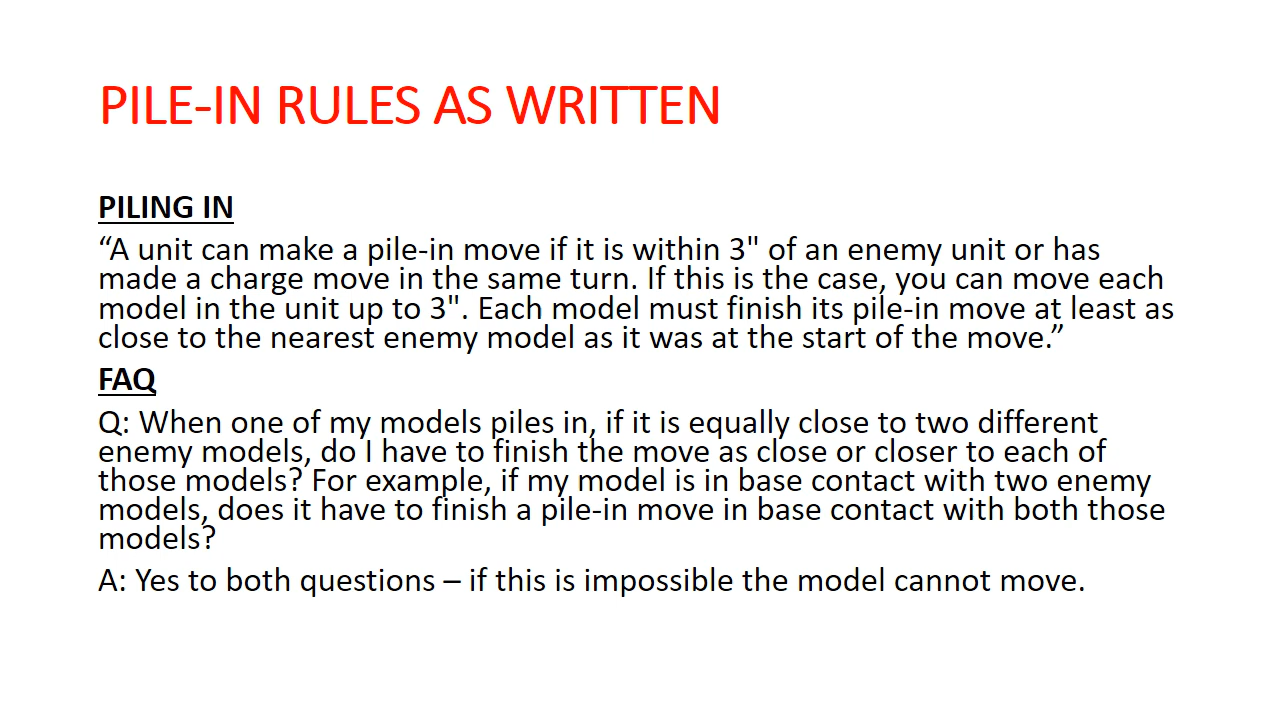 PILE-IN RULES AS WRITTEN
PILING IN
“A unit can make a pile-in move if it is within 3" of an enemy unit or has
made a charge move in the same turn. If this is the case, you can move each
model in the unit up to 3". Each model must finish its pile-in move at least as
close to the nearest enemy model as it was at the start of the move.”
FAQ
Q: When one of my models piles in, if it is equally close to two different
enemy models, do I have to finish the move as close or closer to each of
those models? For example, if my model is in base contact with two enemy
models, does it have to finish a pile-in move in base contact with both those
models?
A: Yes to both questions – if this is impossible the model cannot move.